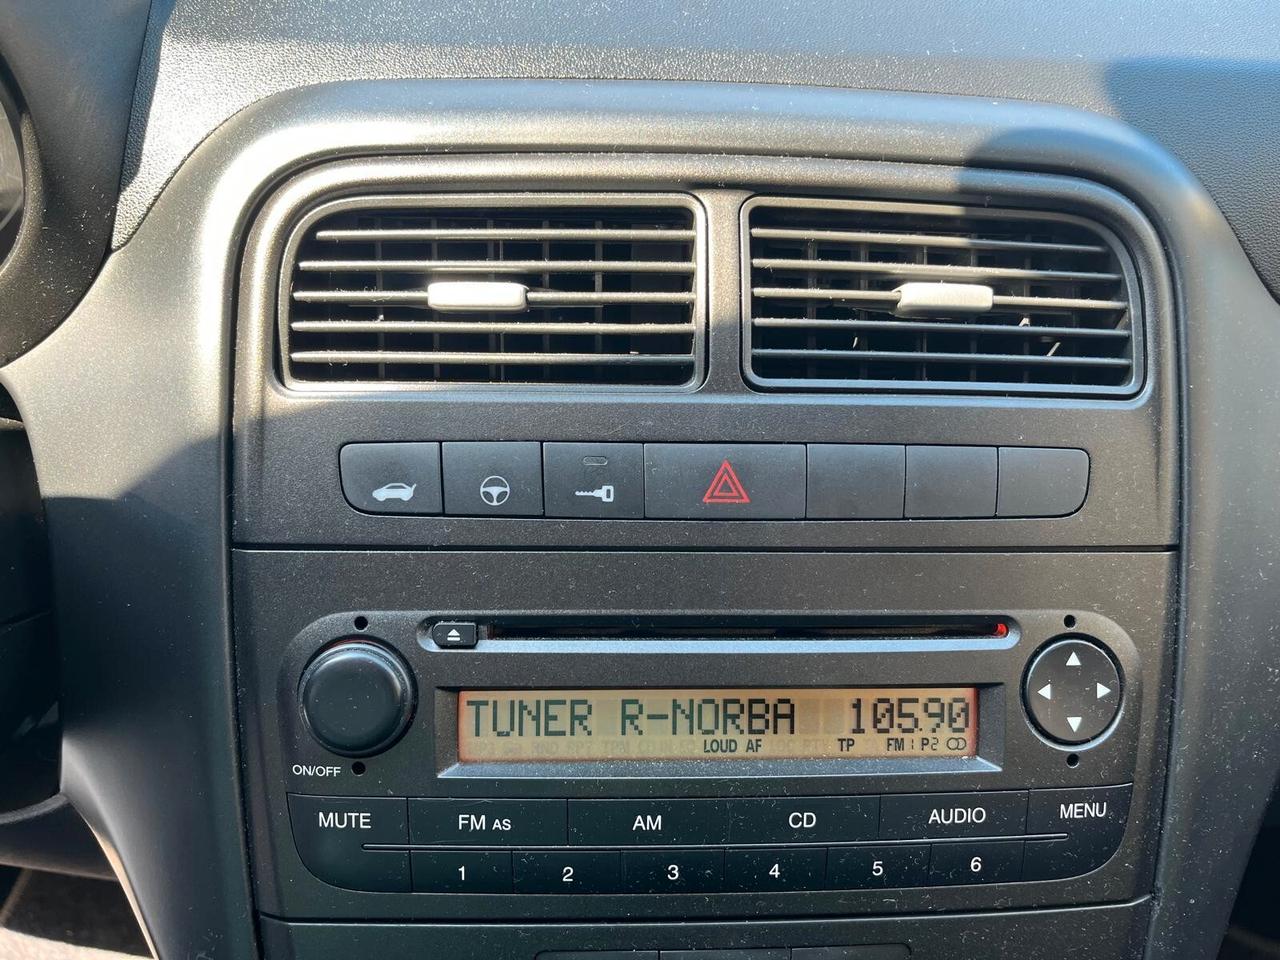 TUNER R-NORBA 105.90
LOUD AF TP FM1 P2
ON/OFF
MUTE FM AS AM CD AUDIO MENU
1 2 3 4 5 6